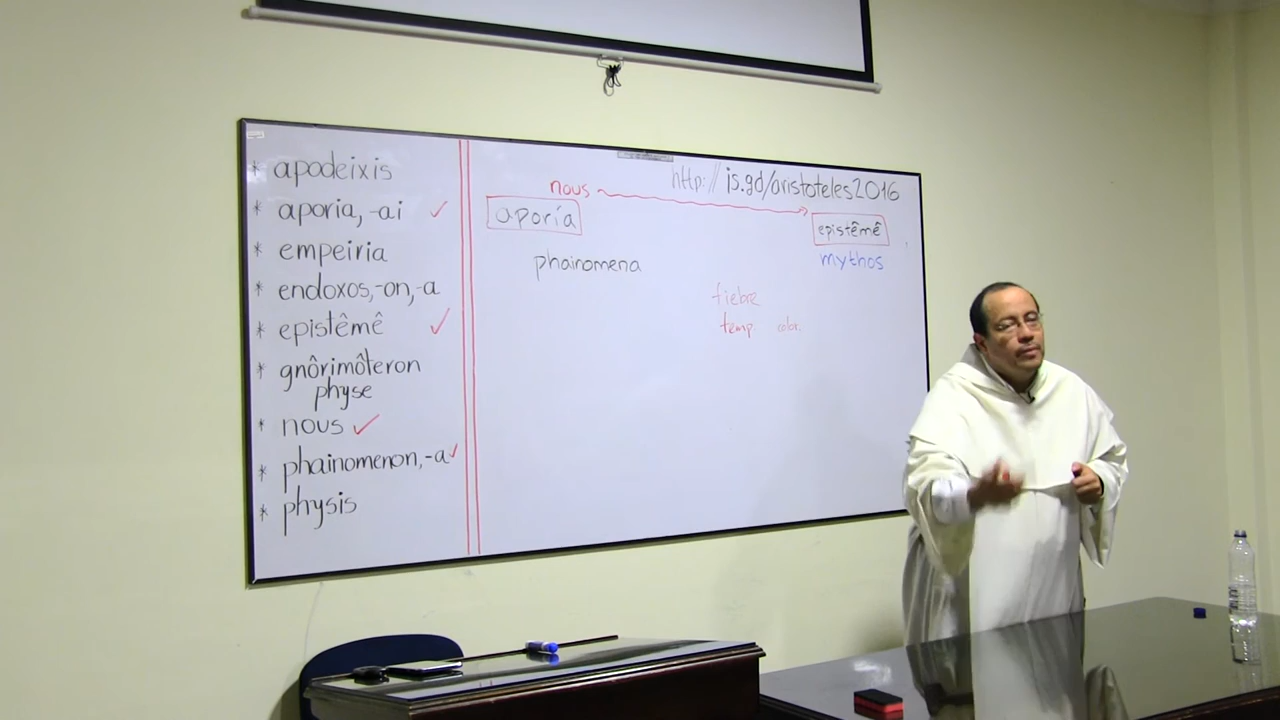 * apodeixis
* aporia, -ai ✓
* empeiria
* endoxos,-on,-a
* epistêmê ✓
* gnôrimôteron
physe
* nous ✓
* phainomenon,-a ✓
* physis
http://is.gd/aristoteles2016
nous
aporía
epistêmê
phainomena
mythos
fiebre
temp color